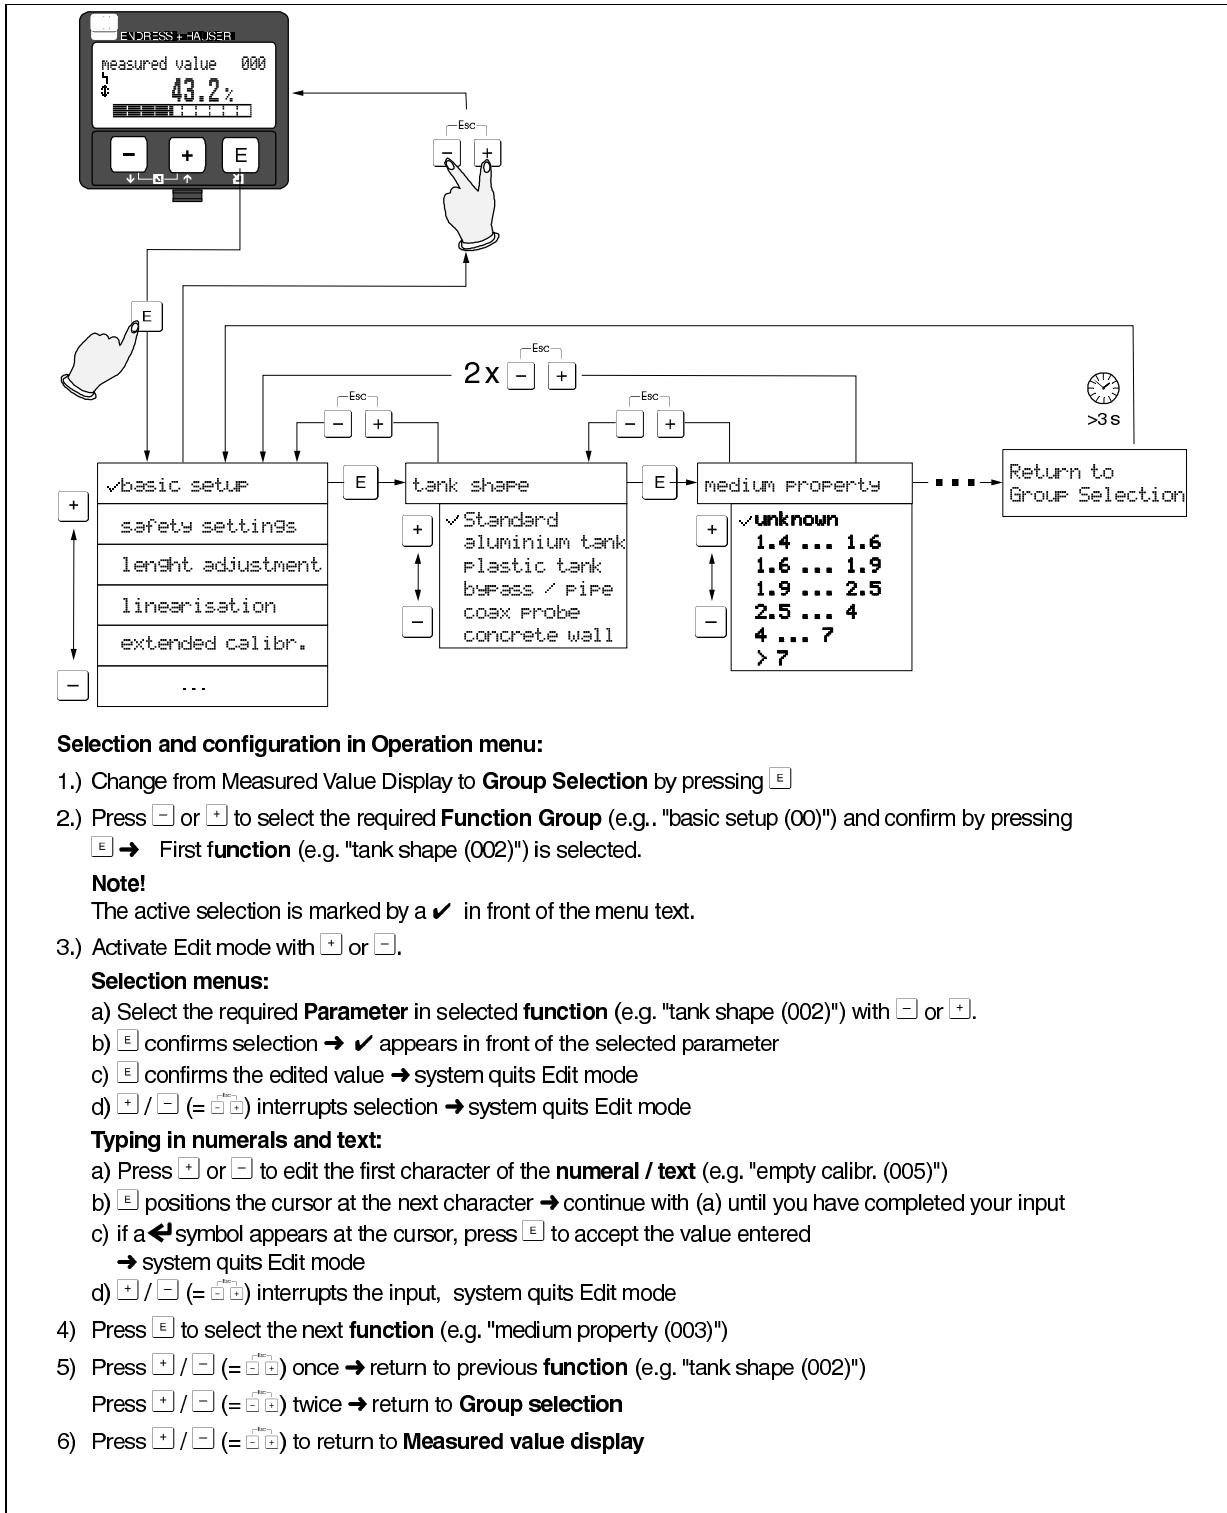 ENDRESS + HAUSER
measured value 000
43.2 %
- + E
Esc
- +
E
Esc
2 x - +
Esc
- +
Esc
- +
>3 s
✓basic setup
E
tank shape
E
medium property
...
Return to
Group Selection
+
-
safety settings
lenght adjustment
linearisation
extended calibr.
...
+
-
✓Standard
aluminium tank
plastic tank
bypass / pipe
coax probe
concrete wall
+
-
✓unknown
1.4 ... 1.6
1.6 ... 1.9
1.9 ... 2.5
2.5 ... 4
4 ... 7
> 7
Selection and configuration in Operation menu:
1.) Change from Measured Value Display to Group Selection by pressing E
2.) Press - or + to select the required Function Group (e.g.. "basic setup (00)") and confirm by pressing
E ➜ First function (e.g. "tank shape (002)") is selected.
Note!
The active selection is marked by a ✔ in front of the menu text.
3.) Activate Edit mode with + or -.
Selection menus:
a) Select the required Parameter in selected function (e.g. "tank shape (002)") with - or +.
b) E confirms selection ➜ ✔ appears in front of the selected parameter
c) E confirms the edited value ➜ system quits Edit mode
d) + / - (= Esc - +) interrupts selection ➜ system quits Edit mode
Typing in numerals and text:
a) Press + or - to edit the first character of the numeral / text (e.g. "empty calibr. (005)")
b) E positions the cursor at the next character ➜ continue with (a) until you have completed your input
c) if a ↵ symbol appears at the cursor, press E to accept the value entered
➜ system quits Edit mode
d) + / - (= Esc - +) interrupts the input, system quits Edit mode
4) Press E to select the next function (e.g. "medium property (003)")
5) Press + / - (= Esc - +) once ➜ return to previous function (e.g. "tank shape (002)")
Press + / - (= Esc - +) twice ➜ return to Group selection
6) Press + / - (= Esc - +) to return to Measured value display